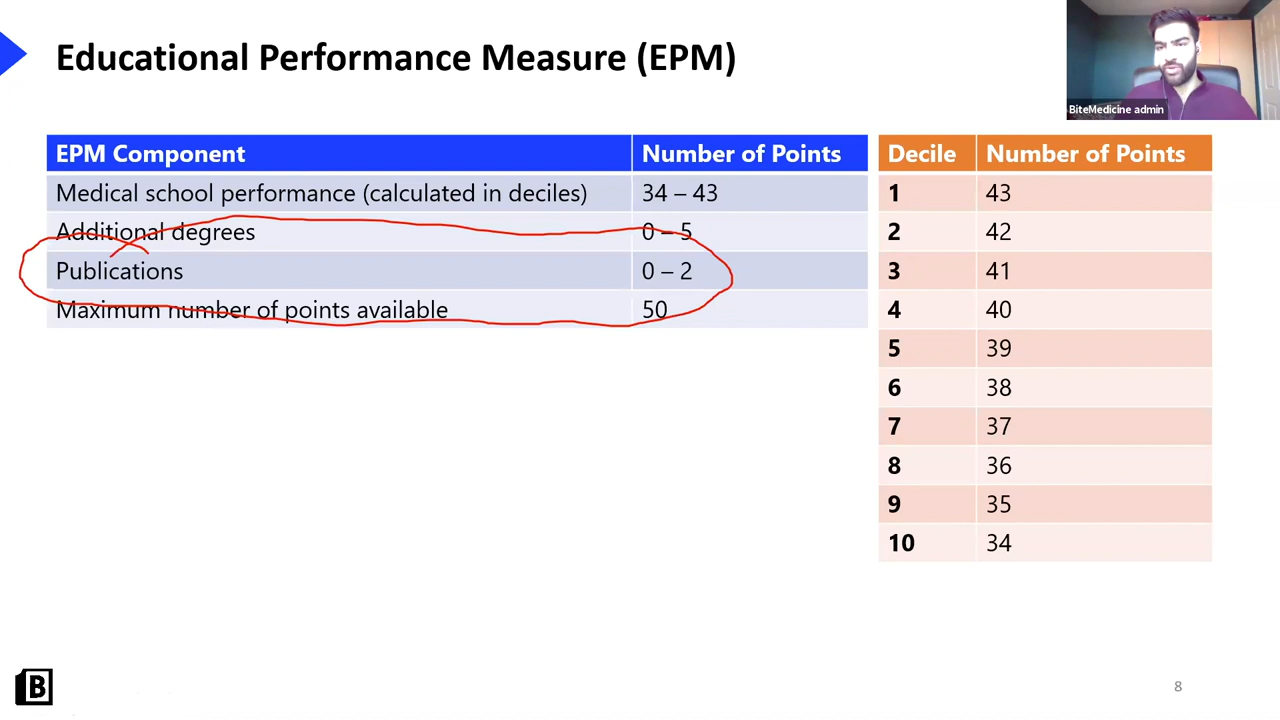 Educational Performance Measure (EPM)
BiteMedicine admin
EPM Component Number of Points
Medical school performance (calculated in deciles) 34 – 43
Additional degrees 0 – 5
Publications 0 – 2
Maximum number of points available 50
Decile Number of Points
1 43
2 42
3 41
4 40
5 39
6 38
7 37
8 36
9 35
10 34
B
8